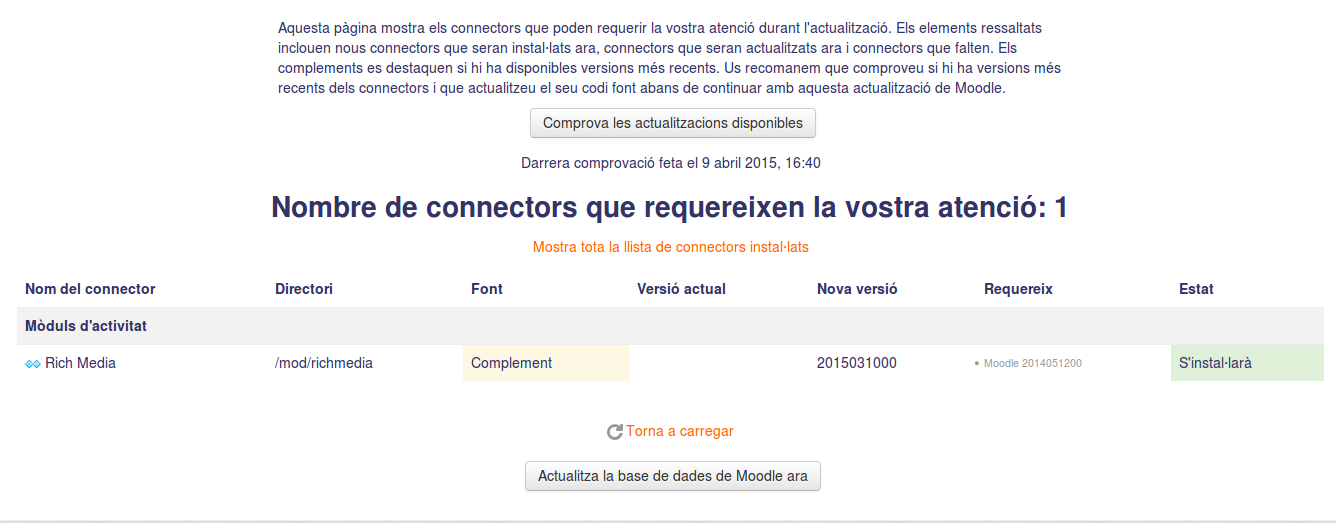 Aquesta pàgina mostra els connectors que poden requerir la vostra atenció durant l'actualització. Els elements ressaltats
inclouen nous connectors que seran instal·lats ara, connectors que seran actualitzats ara i connectors que falten. Els
complements es destaquen si hi ha disponibles versions més recents. Us recomanem que comproveu si hi ha versions més
recents dels connectors i que actualitzeu el seu codi font abans de continuar amb aquesta actualització de Moodle.
Comprova les actualitzacions disponibles
Darrera comprovació feta el 9 abril 2015, 16:40
Nombre de connectors que requereixen la vostra atenció: 1
Mostra tota la llista de connectors instal·lats
Nom del connector Directori Font Versió actual Nova versió Requereix Estat
Mòduls d'activitat
Rich Media /mod/richmedia Complement 2015031000 • Moodle 2014051200 S'instal·larà
Torna a carregar
Actualitza la base de dades de Moodle ara